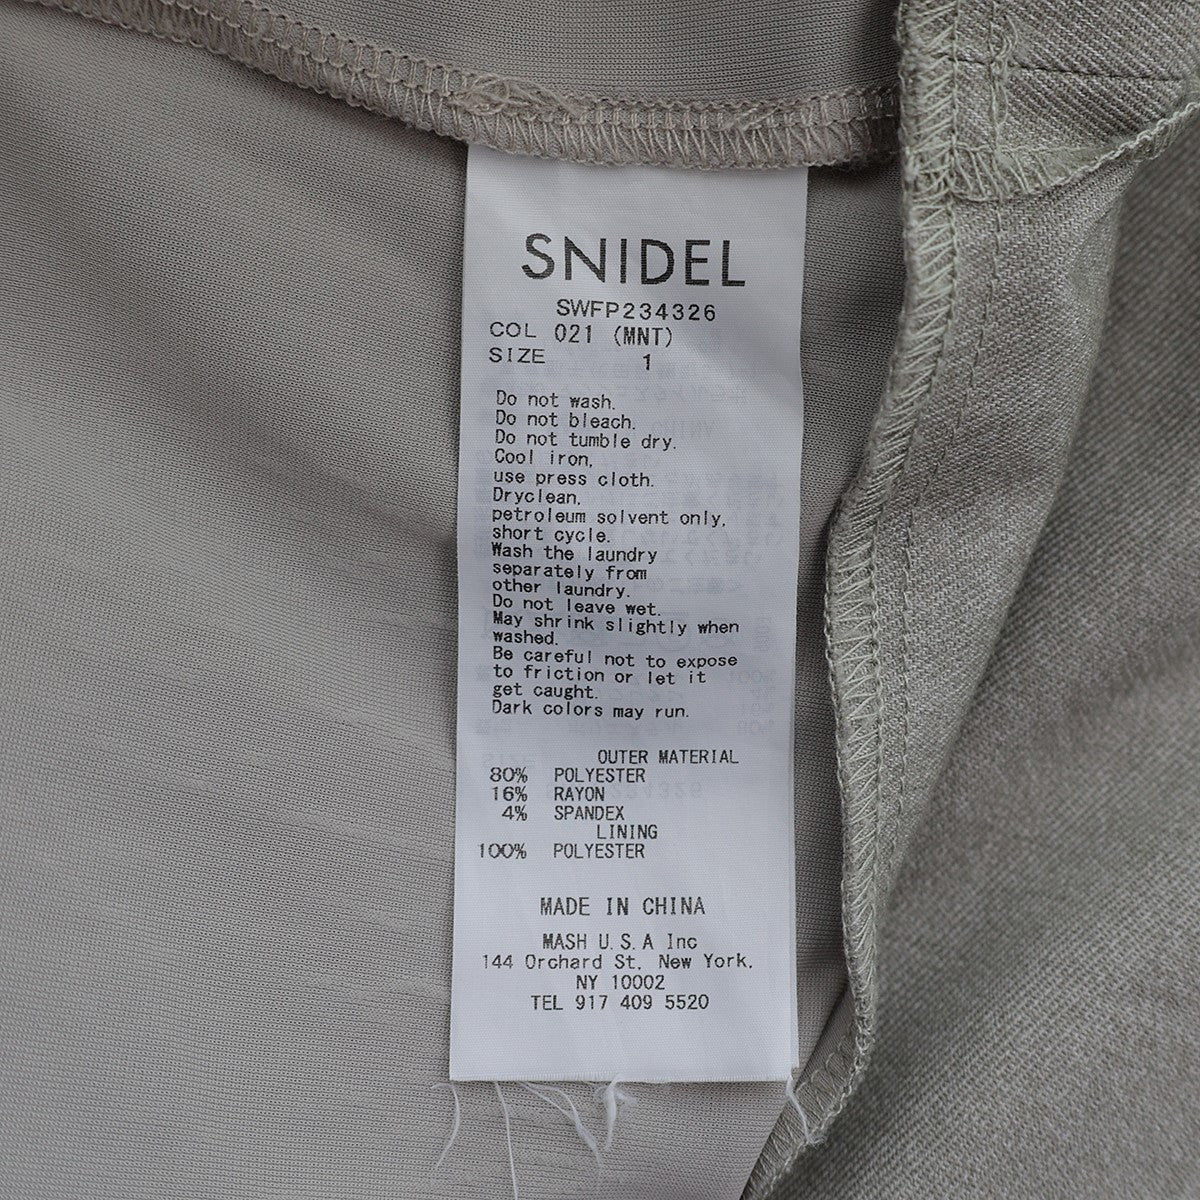 SNIDEL
SWFP234326
COL 021 (MNT)
SIZE 1
Do not wash.
Do not bleach.
Do not tumble dry.
Cool iron,
use press cloth.
Dryclean,
petroleum solvent only,
short cycle.
Wash the laundry
separately from
other laundry.
Do not leave wet.
May shrink slightly when
washed.
Be careful not to expose
to friction or let it
get caught.
Dark colors may run.
OUTER MATERIAL
80% POLYESTER
16% RAYON
4% SPANDEX
LINING
100% POLYESTER
MADE IN CHINA
MASH U.S.A Inc
144 Orchard St, New York,
NY 10002
TEL 917 409 5520